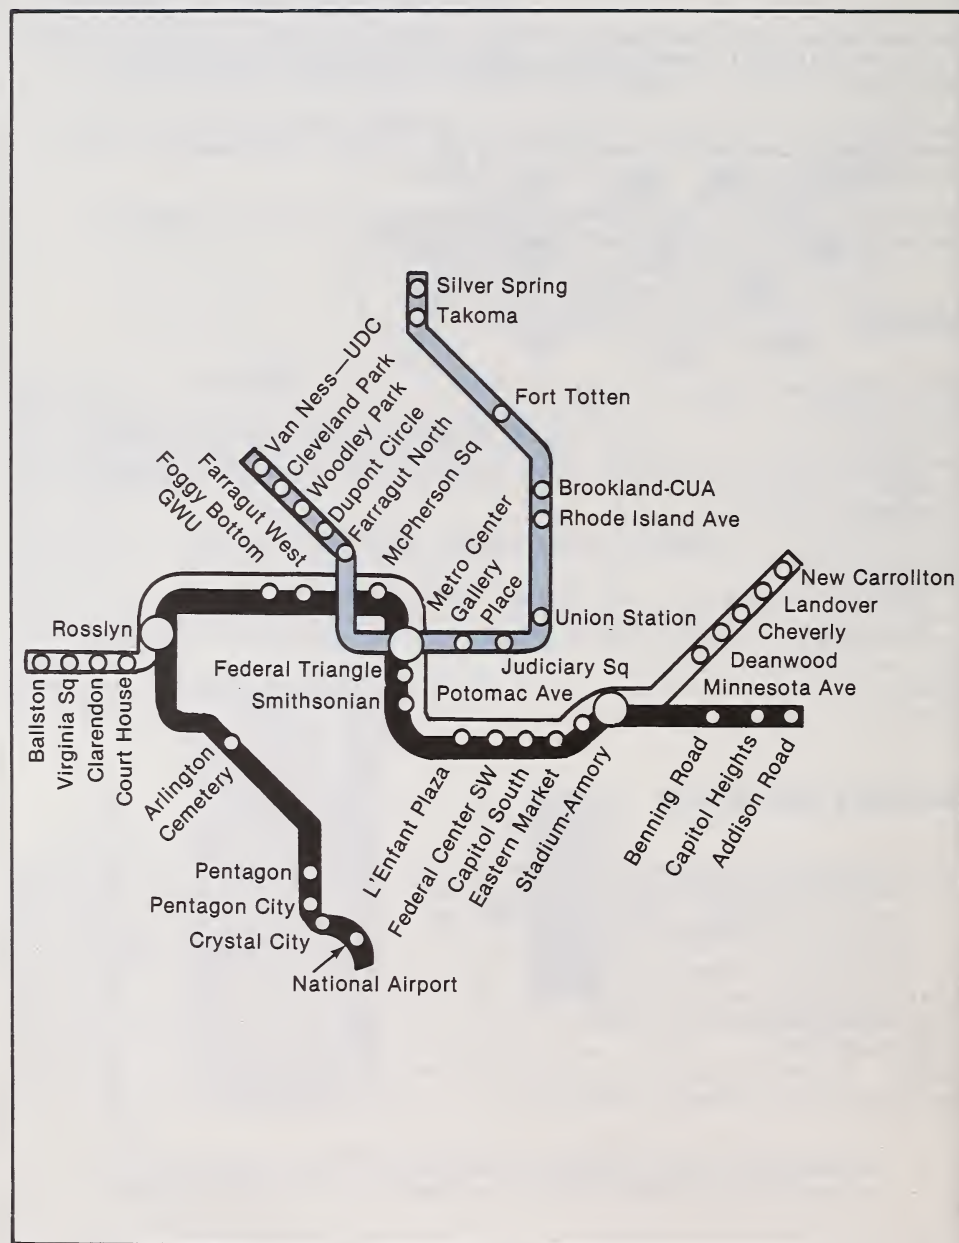 Silver Spring
Takoma
Van Ness—UDC
Cleveland Park
Woodley Park
Dupont Circle
Farragut North
Fort Totten
McPherson Sq
Farragut West
Foggy Bottom
GWU
Brookland-CUA
Rhode Island Ave
Metro Center
Gallery
Place
New Carrollton
Landover
Cheverly
Deanwood
Minnesota Ave
Union Station
Rosslyn
Judiciary Sq
Federal Triangle
Smithsonian
Potomac Ave
Ballston
Virginia Sq
Clarendon
Court House
Arlington
Cemetery
L'Enfant Plaza
Federal Center SW
Capitol South
Eastern Market
Stadium-Armory
Benning Road
Capitol Heights
Addison Road
Pentagon
Pentagon City
Crystal City
National Airport